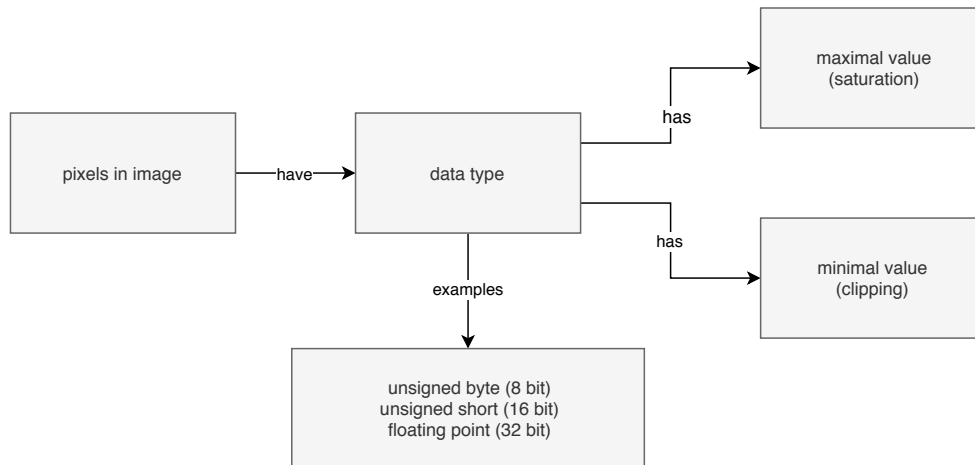 maximal value
(saturation)
has
pixels in image
have
data type
has
minimal value
(clipping)
examples
unsigned byte (8 bit)
unsigned short (16 bit)
floating point (32 bit)